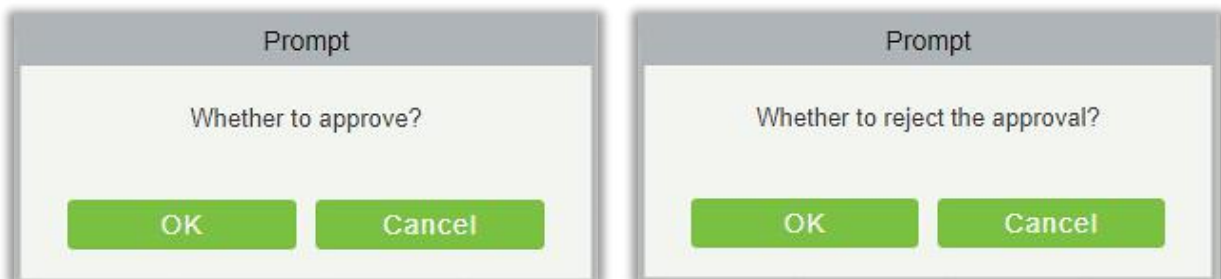 Prompt
Whether to approve?
OK
Cancel
Prompt
Whether to reject the approval?
OK
Cancel